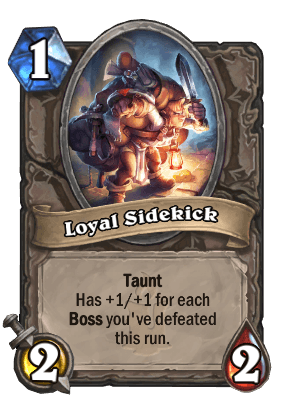 1
Loyal Sidekick
Taunt
Has +1/+1 for each
Boss you've defeated
this run.
2
2